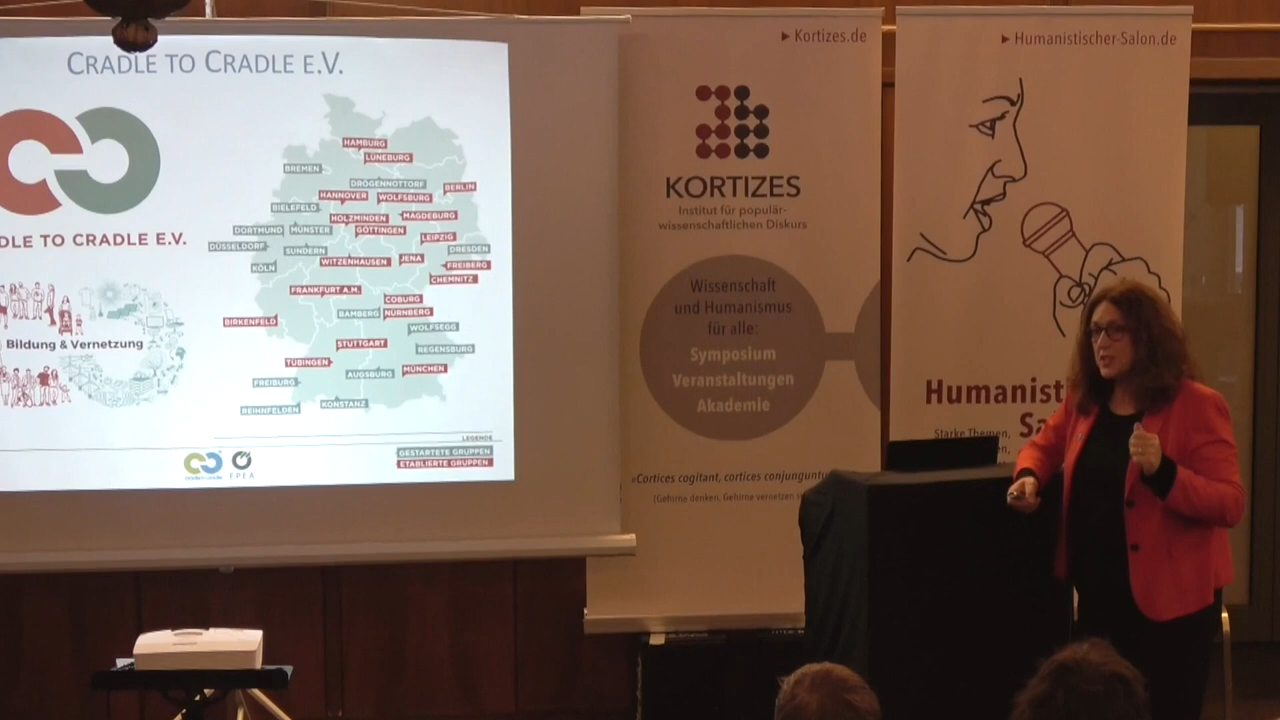 CRADLE TO CRADLE E.V.
DLE TO CRADLE E.V.
Bildung & Vernetzung
HAMBURG
LÜNEBURG
BREMEN
DRÖGENNOTTORF
BERLIN
HANNOVER
WOLFSBURG
BIELEFELD
HOLZMINDEN
MAGDEBURG
DORTMUND
MÜNSTER
GÖTTINGEN
LEIPZIG
DÜSSELDORF
SUNDERN
DRESDEN
WITZENHAUSEN
JENA
FREIBERG
KÖLN
CHEMNITZ
FRANKFURT A.M.
COBURG
BAMBERG
NÜRNBERG
BIRKENFELD
WOLFSEGG
STUTTGART
REGENSBURG
TÜBINGEN
AUGSBURG
MÜNCHEN
FREIBURG
REIHNFELDEN
KONSTANZ
LEGENDE
GESTARTETE GRUPPEN
ETABLIERTE GRUPPEN
EPEA
▸ Kortizes.de
KORTIZES
Institut für populär-
wissenschaftlichen Diskurs
Wissenschaft
und Humanismus
für alle:
Symposium
Veranstaltungen
Akademie
»Cortices cogitant, cortices conjungunt
(Gehirne denken, Gehirne vernetzen
▸ Humanistischer-Salon.de
Humanist
Sa
Starke Themen,